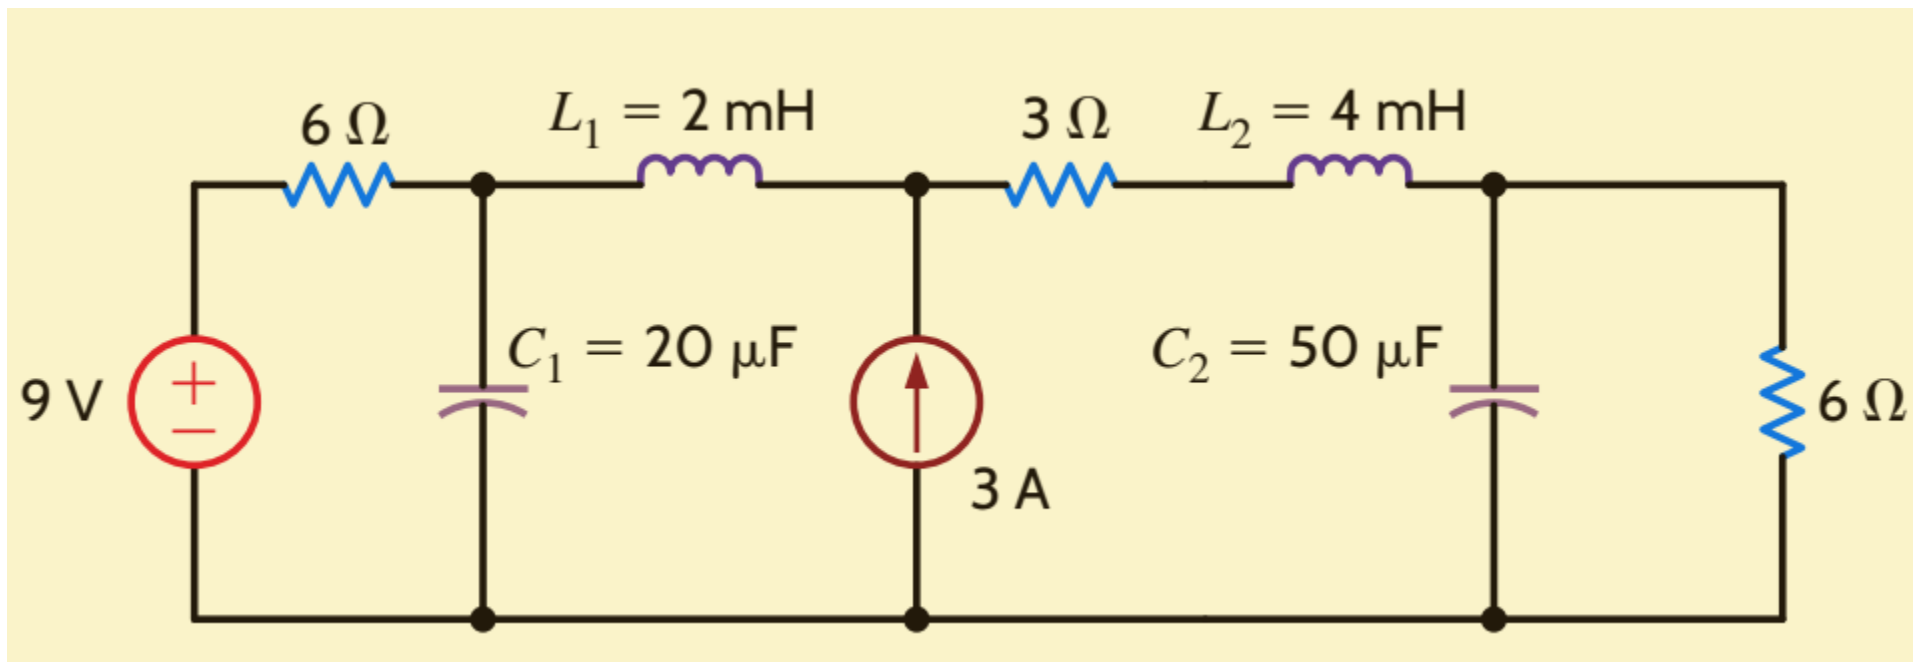 6 Ω
L₁ = 2 mH
3 Ω
L₂ = 4 mH
9 V
+
−
C₁ = 20 μF
3 A
C₂ = 50 μF
6 Ω